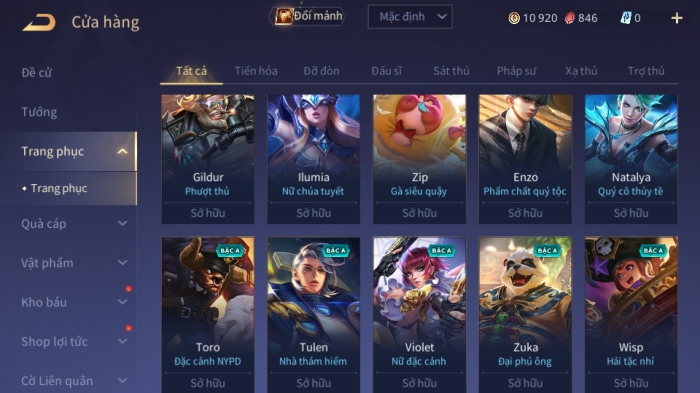 Cửa hàng
Đổi mảnh
Mặc định
10 920
846
0
Đề cử
Tướng
Trang phục
Trang phục
Quà cáp
Vật phẩm
Kho báu
Shop lợi tức
Cờ Liên quân
Tất cả
Tiến hóa
Đỡ đòn
Đấu sĩ
Sát thủ
Pháp sư
Xạ thủ
Trợ thủ
Gildur
Phượt thủ
Sở hữu
Ilumia
Nữ chúa tuyết
Sở hữu
Zip
Gà siêu quậy
Sở hữu
Enzo
Phẩm chất quý tộc
Sở hữu
Natalya
Quý cô thủy tề
Sở hữu
BẬC A
Toro
Đặc cảnh NYPD
Sở hữu
BẬC A
Tulen
Nhà thám hiểm
Sở hữu
BẬC A
Violet
Nữ đặc cảnh
Sở hữu
BẬC A
Zuka
Đại phú ông
Sở hữu
BẬC A
Wisp
Hải tặc nhí
Sở hữu